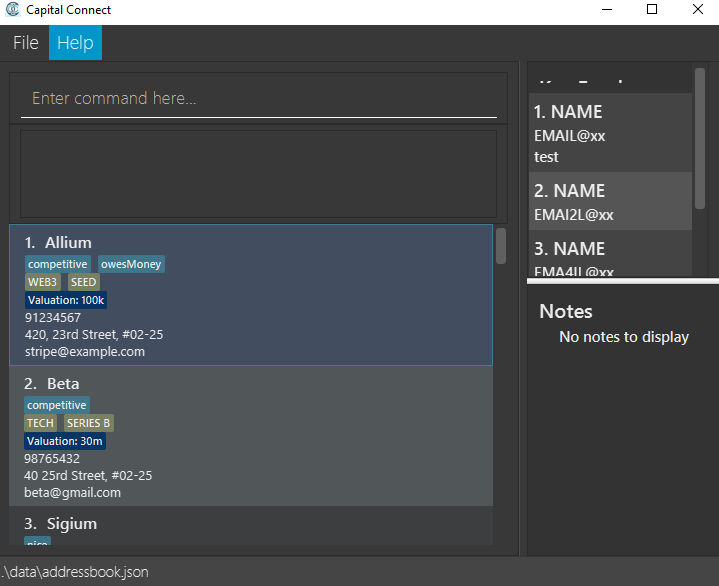 Capital Connect
File Help
Enter command here...
1. Allium
competitive owesMoney
WEB3 SEED
Valuation: 100k
91234567
420, 23rd Street, #02-25
stripe@example.com
2. Beta
competitive
TECH SERIES B
Valuation: 30m
98765432
40 25rd Street, #02-25
beta@gmail.com
3. Sigium
nice
1. NAME
EMAIL@xx
test
2. NAME
EMAI2L@xx
3. NAME
EMA4IL@xx
Notes
No notes to display
.\data\addressbook.json